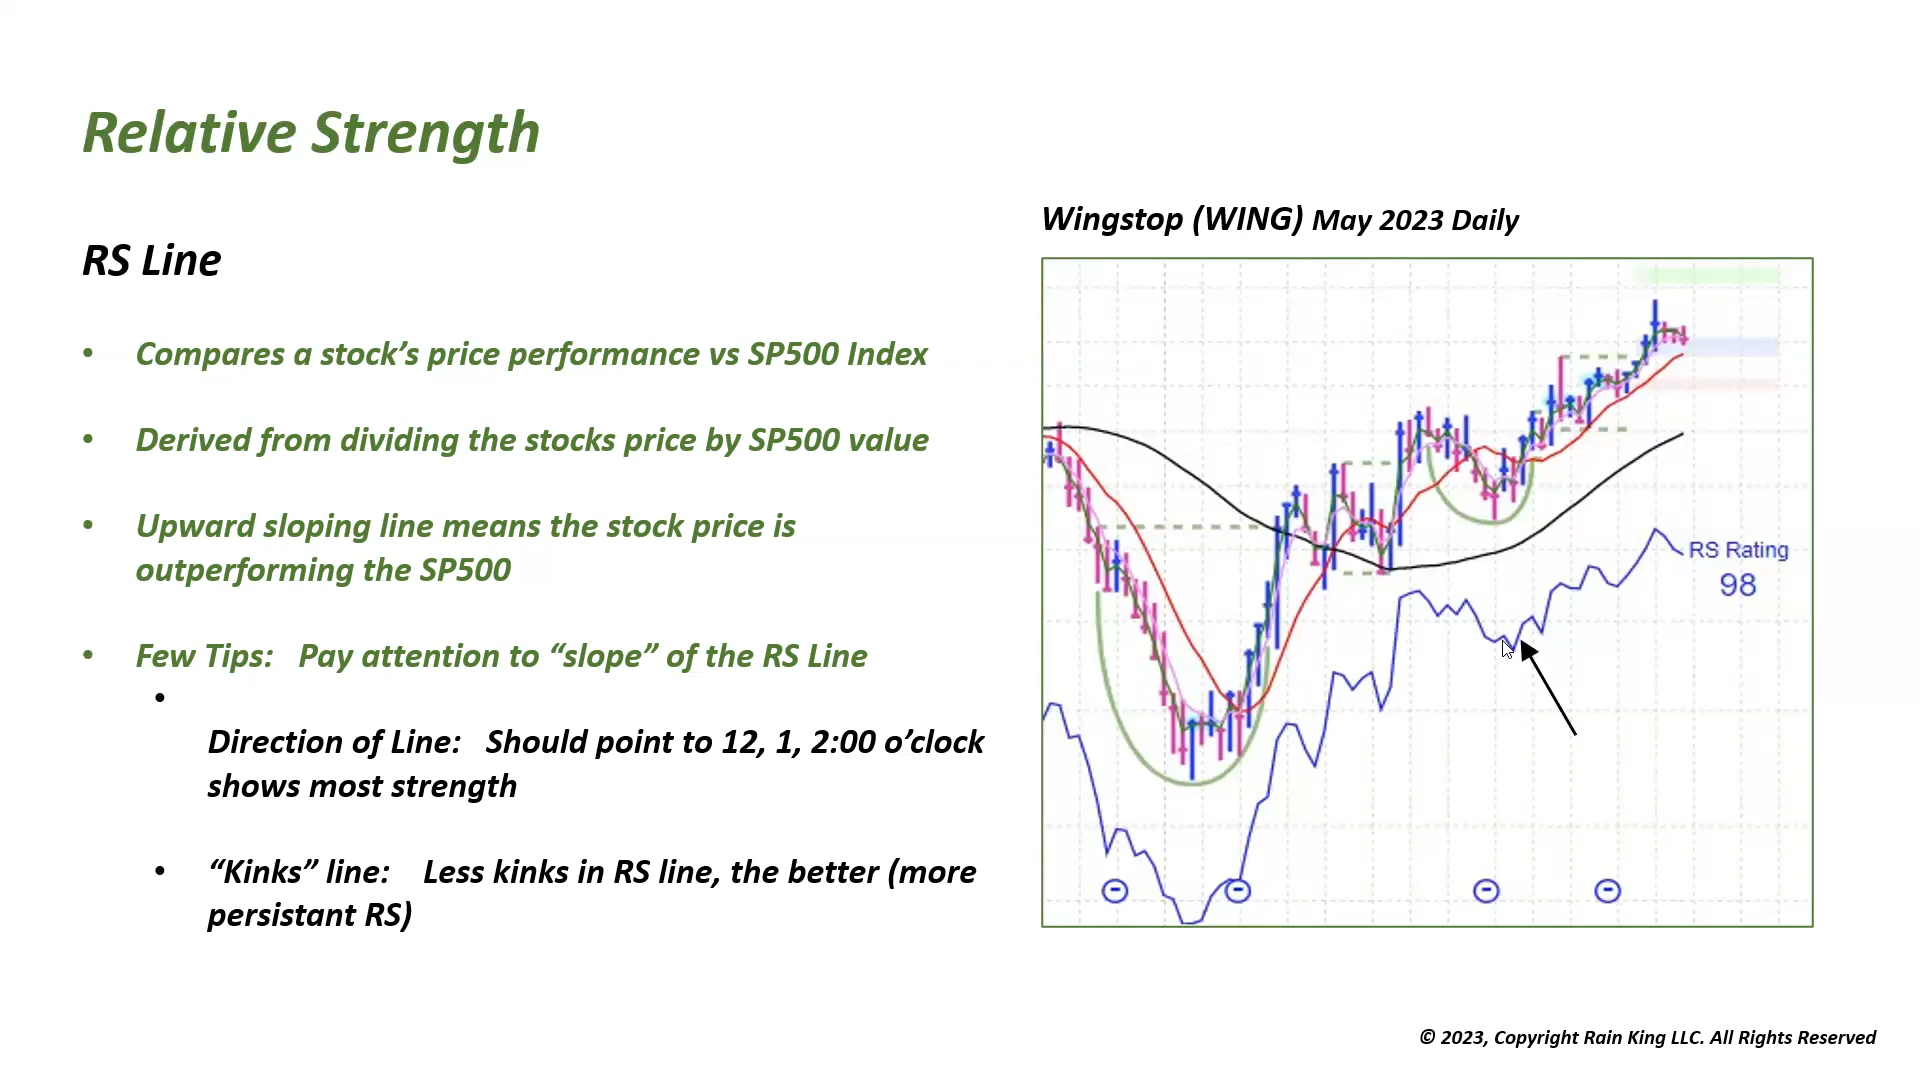 Relative Strength
RS Line
• Compares a stock’s price performance vs SP500 Index
• Derived from dividing the stocks price by SP500 value
• Upward sloping line means the stock price is
outperforming the SP500
• Few Tips: Pay attention to “slope” of the RS Line
•
Direction of Line: Should point to 12, 1, 2:00 o’clock
shows most strength
• “Kinks” line: Less kinks in RS line, the better (more
persistant RS)
Wingstop (WING) May 2023 Daily
RS Rating
98
© 2023, Copyright Rain King LLC. All Rights Reserved